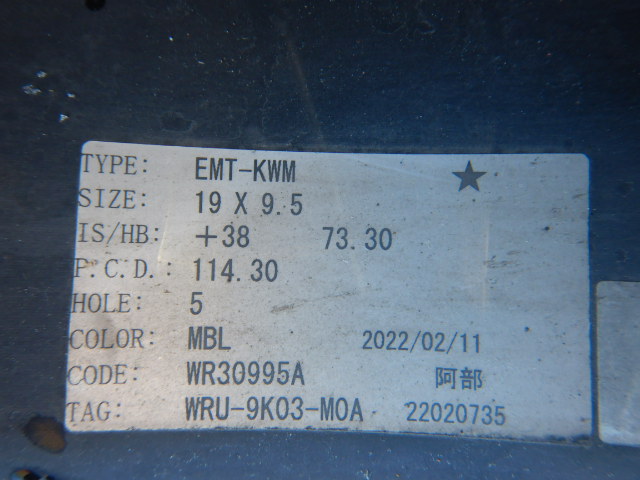 TYPE: EMT-KWM ★
SIZE: 19 X 9.5
IS/HB: +38 73.30
P.C.D.: 114.30
HOLE: 5
COLOR: MBL 2022/02/11
CODE: WR30995A 阿部
TAG: WRU-9K03-MOA 22020735